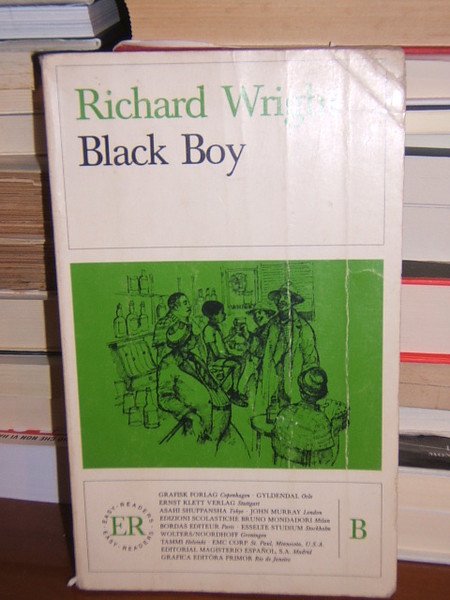 Richard Wright
Black Boy
GRAFISK FORLAG Copenhagen · GYLDENDAL Oslo
ERNST KLETT VERLAG Stuttgart
ASAHI SHUPPANSHA Tokyo · JOHN MURRAY London
EDIZIONI SCOLASTICHE BRUNO MONDADORI Milan
BORDAS EDITEUR Paris · ESSELTE STUDIUM Stockholm
WOLTERS/NOORDHOFF Groningen
TAMMI Helsinki · EMC CORP. St. Paul, Minnesota, U.S.A.
EDITORIAL MAGISTERIO ESPAÑOL, S.A. Madrid
GRAFICA EDITORA PRIMOR Rio de Janeiro
EASY-READERS
ER
EASY READERS
B